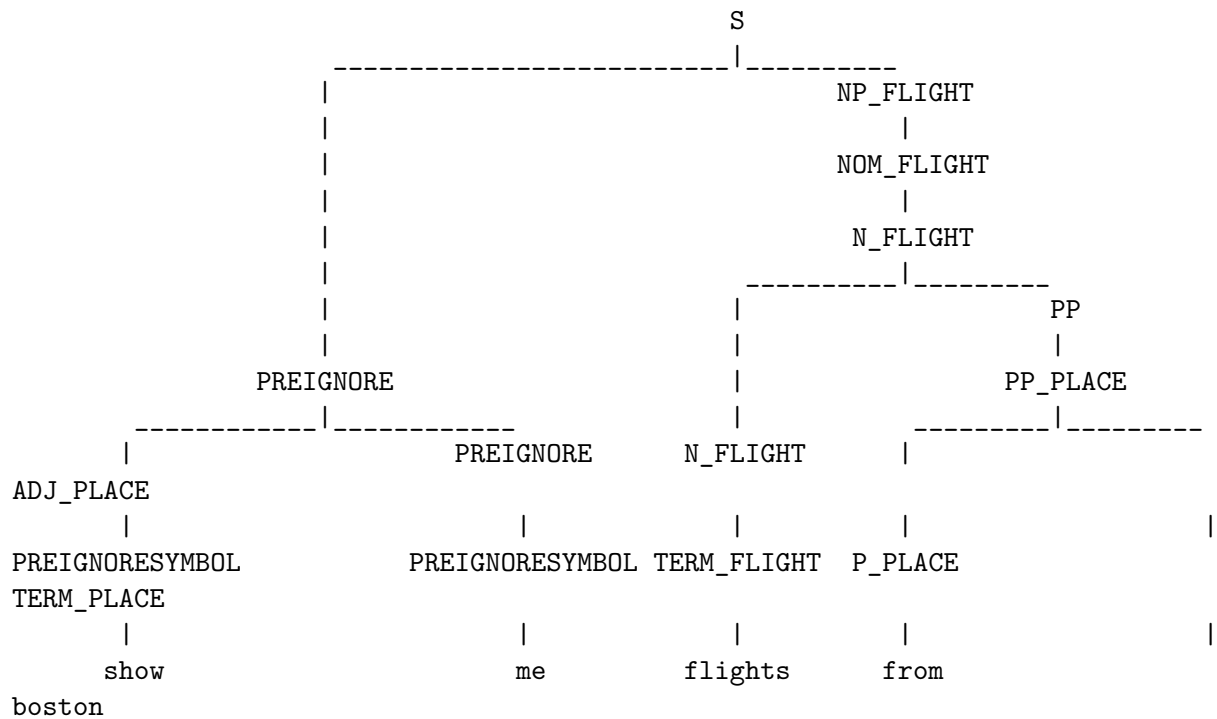 S
NP_FLIGHT
NOM_FLIGHT
N_FLIGHT
PP
PREIGNORE PP_PLACE
PREIGNORE N_FLIGHT
ADJ_PLACE
PREIGNORESYMBOL PREIGNORESYMBOL TERM_FLIGHT P_PLACE
TERM_PLACE
show me flights from
boston